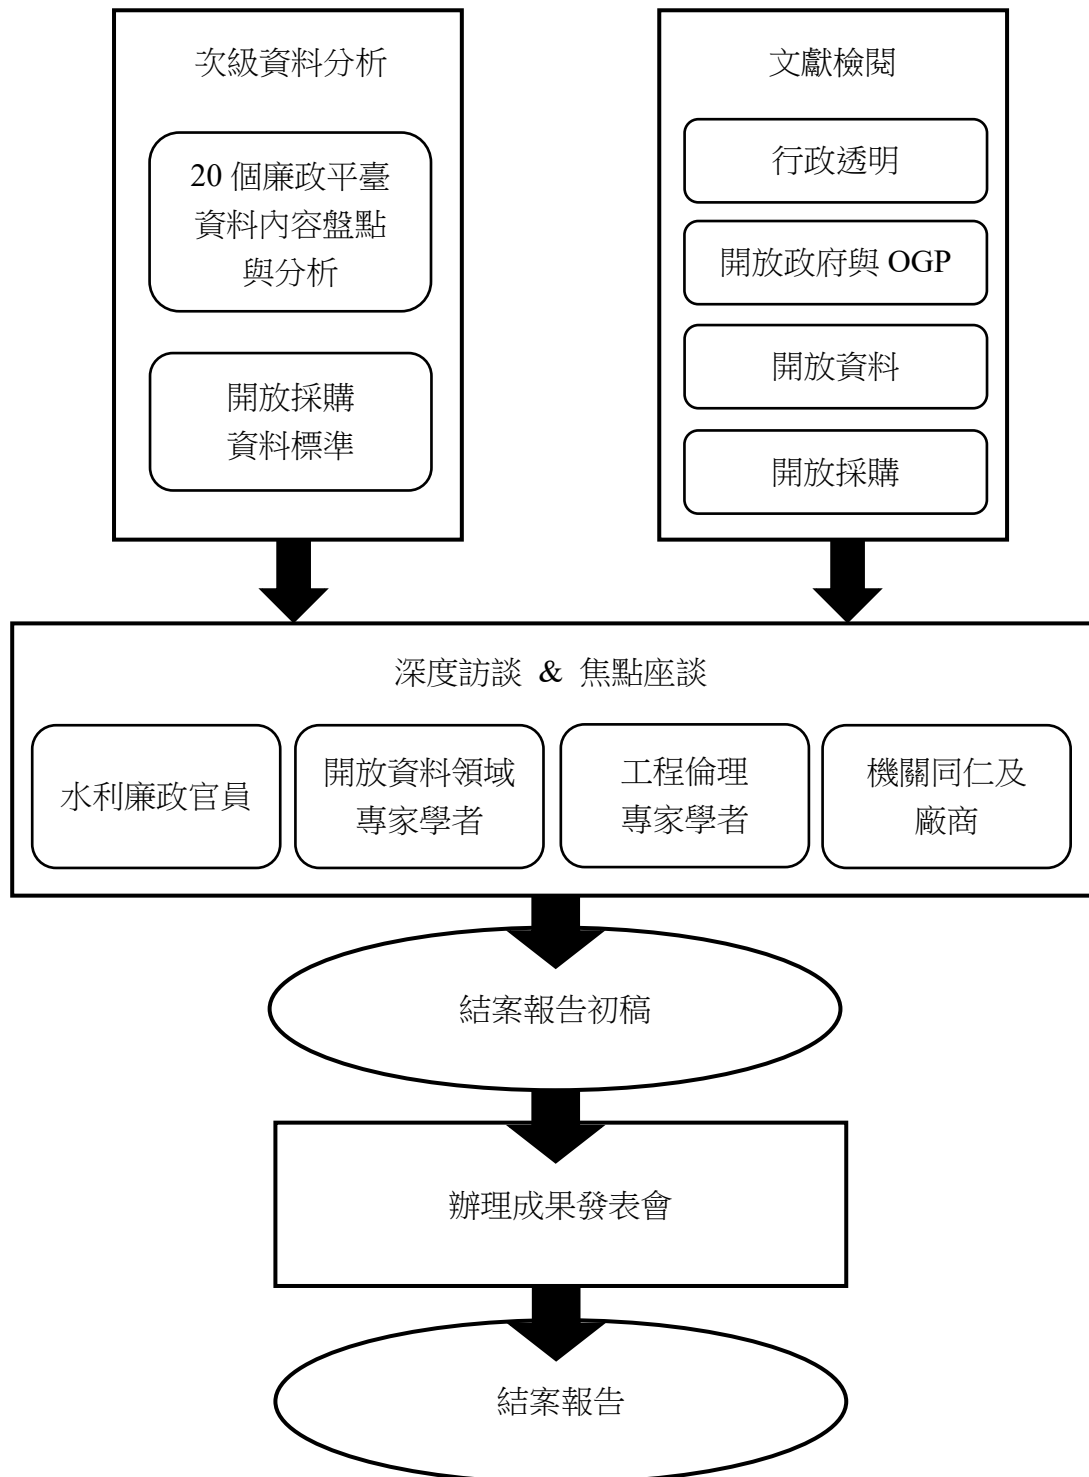 次級資料分析
20 個廉政平臺
資料內容盤點
與分析
開放採購
資料標準
文獻檢閱
行政透明
開放政府與 OGP
開放資料
開放採購
深度訪談 & 焦點座談
水利廉政官員
開放資料領域
專家學者
工程倫理
專家學者
機關同仁及
廠商
結案報告初稿
辦理成果發表會
結案報告